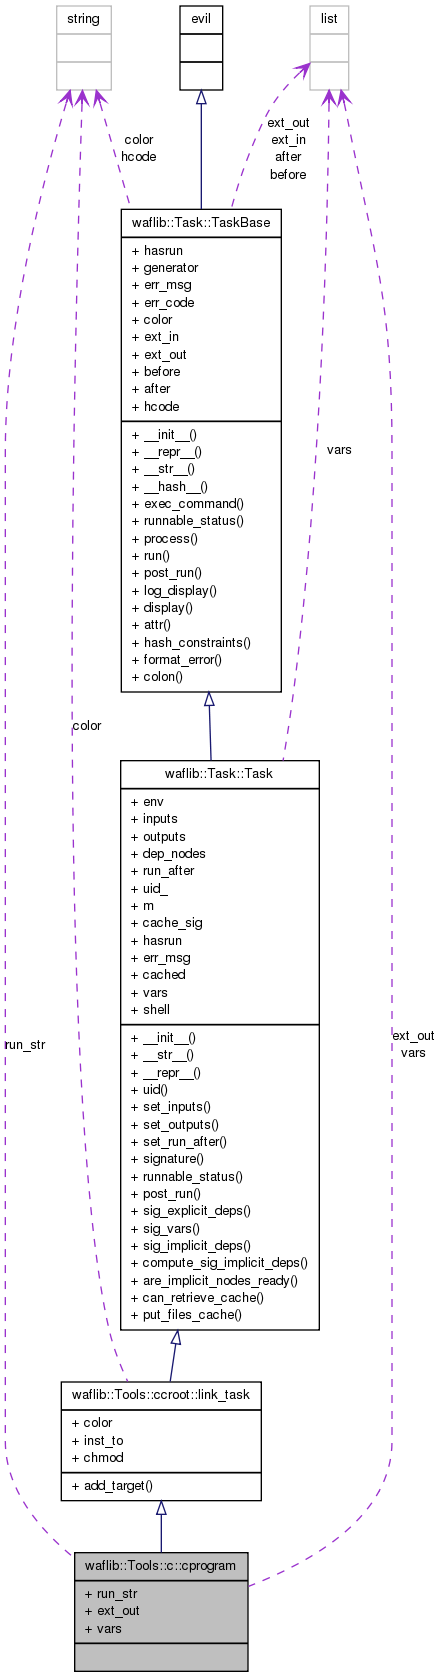 string
evil
list
color
hcode
ext_out
ext_in
after
before
waflib::Task::TaskBase
+ hasrun
+ generator
+ err_msg
+ err_code
+ color
+ ext_in
+ ext_out
+ before
+ after
+ hcode
+ __init__()
+ __repr__()
+ __str__()
+ __hash__()
+ exec_command()
+ runnable_status()
+ process()
+ run()
+ post_run()
+ log_display()
+ display()
+ attr()
+ hash_constraints()
+ format_error()
+ colon()
vars
color
waflib::Task::Task
+ env
+ inputs
+ outputs
+ dep_nodes
+ run_after
+ uid_
+ m
+ cache_sig
+ hasrun
+ err_msg
+ cached
+ vars
+ shell
+ __init__()
+ __str__()
+ __repr__()
+ uid()
+ set_inputs()
+ set_outputs()
+ set_run_after()
+ signature()
+ runnable_status()
+ post_run()
+ sig_explicit_deps()
+ sig_vars()
+ sig_implicit_deps()
+ compute_sig_implicit_deps()
+ are_implicit_nodes_ready()
+ can_retrieve_cache()
+ put_files_cache()
run_str
ext_out
vars
waflib::Tools::ccroot::link_task
+ color
+ inst_to
+ chmod
+ add_target()
waflib::Tools::c::cprogram
+ run_str
+ ext_out
+ vars